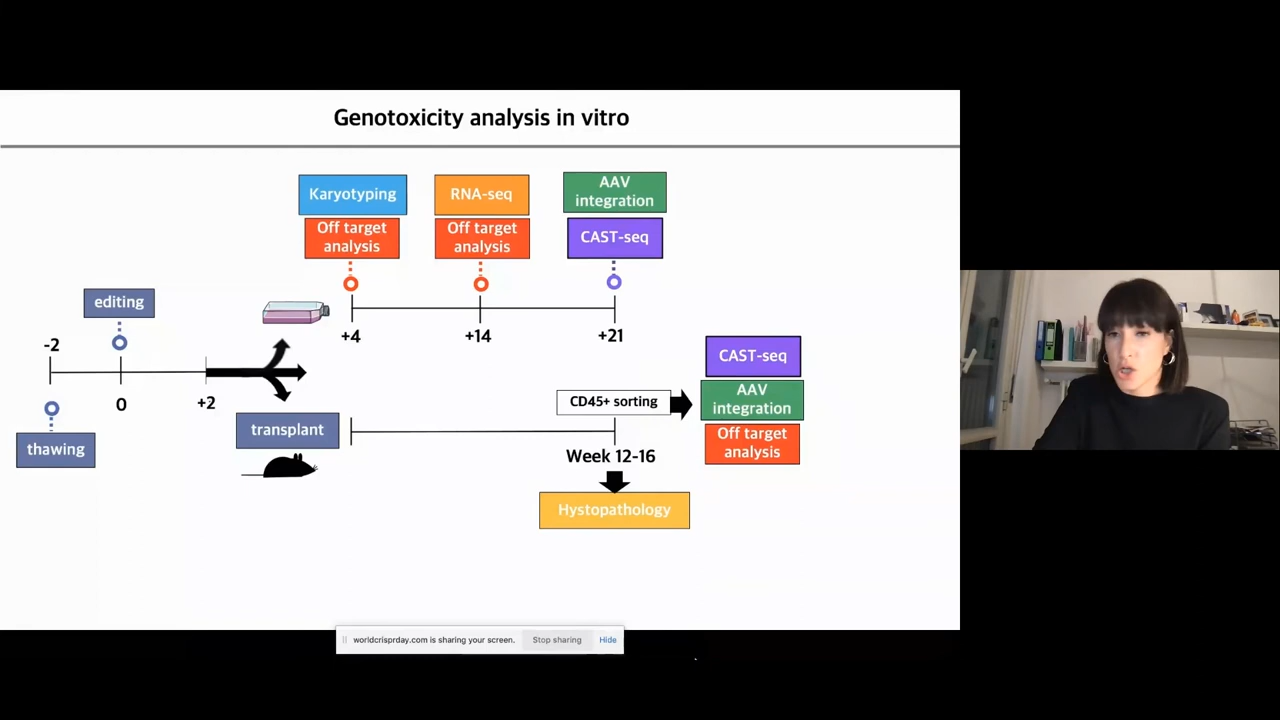 Genotoxicity analysis in vitro
Karyotyping
Off target
analysis
RNA-seq
Off target
analysis
AAV
integration
CAST-seq
editing
-2
0
+2
thawing
+4
+14
+21
transplant
CD45+ sorting
Week 12-16
Hystopathology
CAST-seq
AAV
integration
Off target
analysis
worldcrisprday.com is sharing your screen.
Stop sharing
Hide